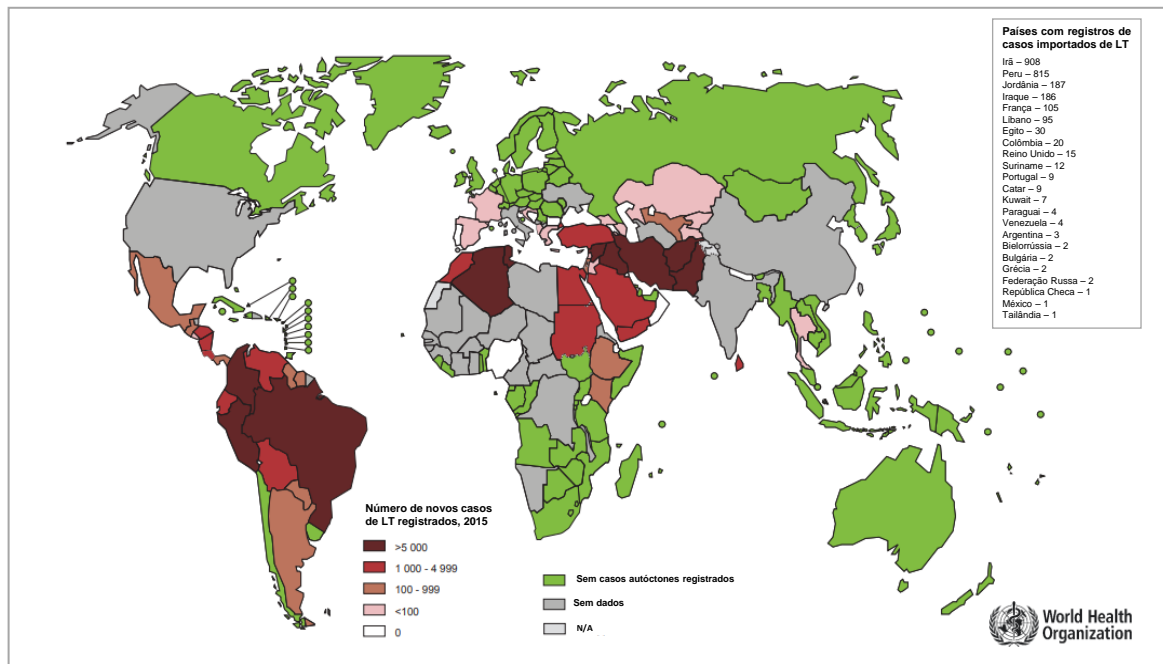 Países com registros de
casos importados de LT
Irã – 908
Peru – 815
Jordânia – 187
Iraque – 186
França – 105
Líbano – 95
Egito – 30
Colômbia – 20
Reino Unido – 15
Suriname – 12
Portugal – 9
Catar – 9
Kuwait – 7
Paraguai – 4
Venezuela – 4
Argentina – 3
Bielorrússia – 2
Bulgária – 2
Grécia – 2
Federação Russa – 2
República Checa – 1
México – 1
Tailândia – 1
Número de novos casos
de LT registrados, 2015
>5 000
1 000 - 4 999
100 - 999
<100
0
Sem casos autóctones registrados
Sem dados
N/A
World Health
Organization